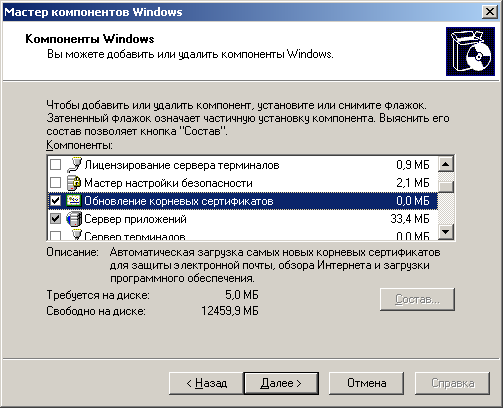 Мастер компонентов Windows
Компоненты Windows
Вы можете добавить или удалить компоненты Windows.
Чтобы добавить или удалить компонент, установите или снимите флажок.
Затененный флажок означает частичную установку компонента. Выяснить его
состав позволяет кнопка "Состав".
Компоненты:
Лицензирование сервера терминалов 0,9 МБ
Мастер настройки безопасности 2,1 МБ
Обновление корневых сертификатов 0,0 МБ
Сервер приложений 33,4 МБ
Сервер терминалов 0,0 МБ
Описание: Автоматическая загрузка самых новых корневых сертификатов
для защиты электронной почты, обзора Интернета и загрузки
программного обеспечения.
Требуется на диске: 5,0 МБ
Свободно на диске: 12459,9 МБ
Состав...
< Назад
Далее >
Отмена
Справка